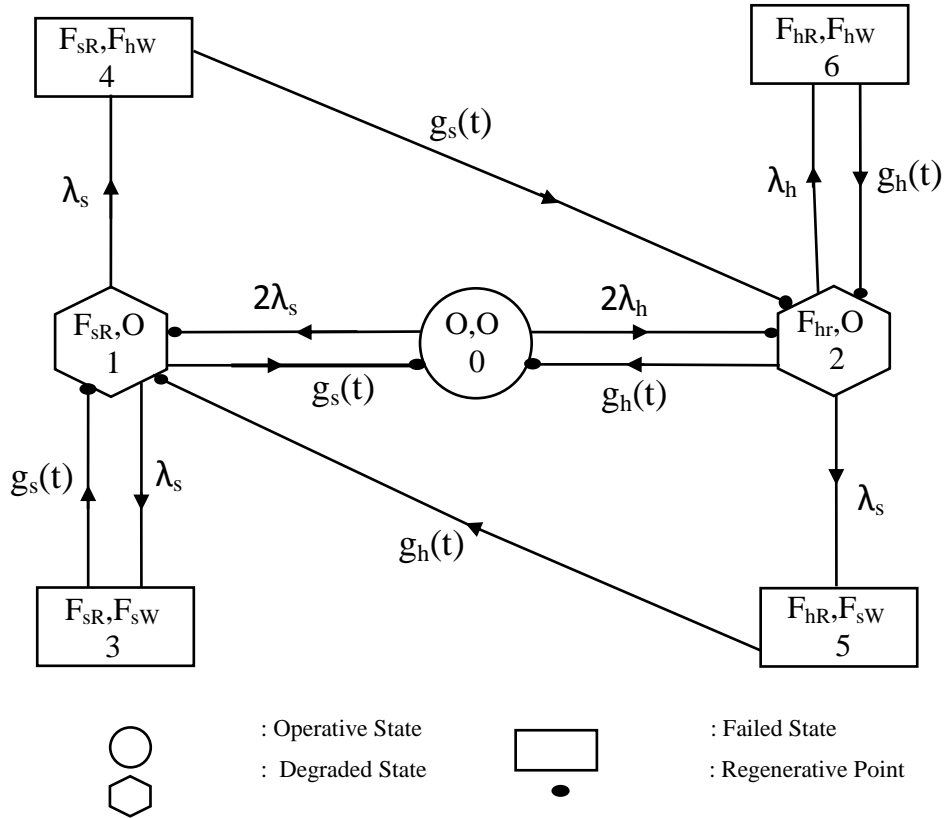 F_sR,F_hW
4
F_hR,F_hW
6
g_s(t)
λ_s
λ_h
g_h(t)
2λ_s
2λ_h
F_sR,O
1
O,O
0
F_hr,O
2
g_s(t)
g_h(t)
g_s(t)
λ_s
g_h(t)
λ_s
F_sR,F_sW
3
F_hR,F_sW
5
: Operative State
: Failed State
: Degraded State
: Regenerative Point